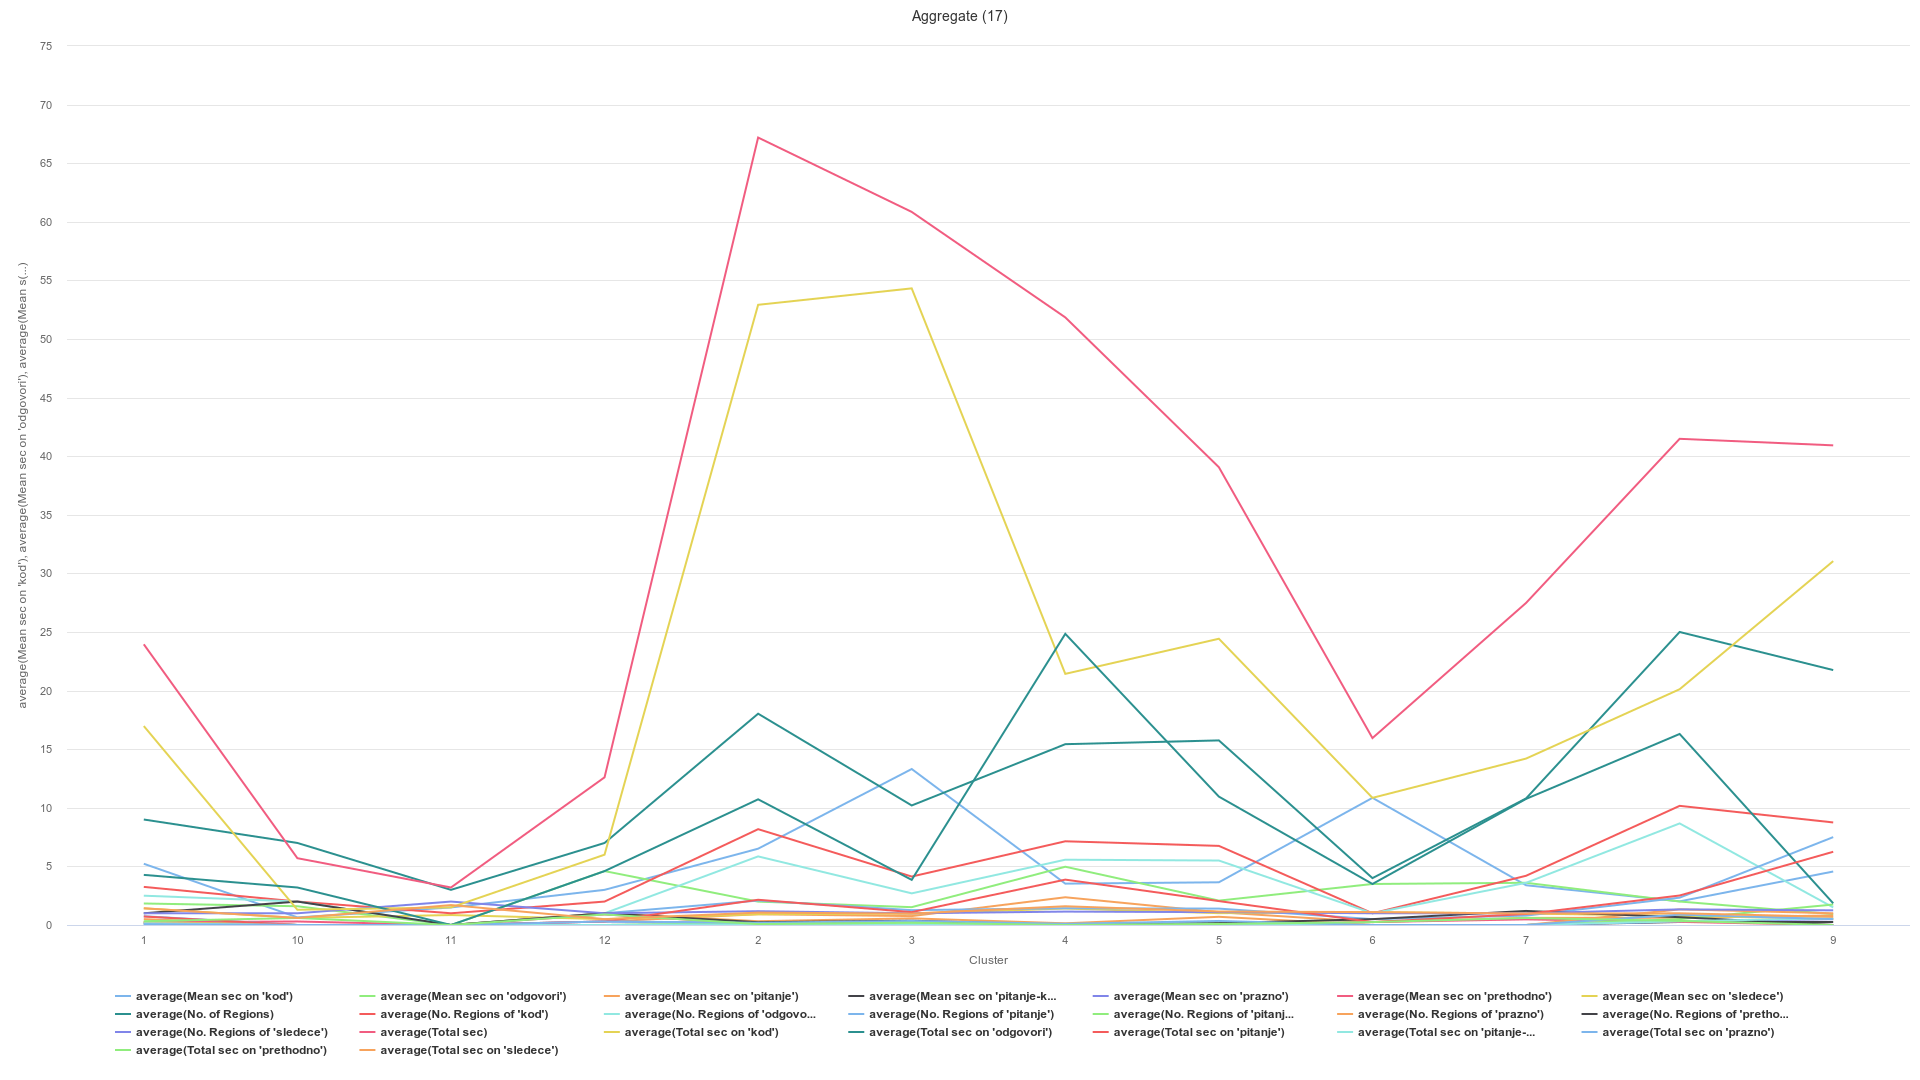 Aggregate (17)
75
70
65
60
55
50
45
40
35
30
25
20
15
10
5
0
average(Mean sec on 'kod'), average(Mean sec on 'odgovori'), average(Mean s(...)
1 10 11 12 2 3 4 5 6 7 8 9
Cluster
average(Mean sec on 'kod') average(Mean sec on 'odgovori') average(Mean sec on 'pitanje') average(Mean sec on 'pitanje-k... average(Mean sec on 'prazno') average(Mean sec on 'prethodno') average(Mean sec on 'sledece')
average(No. of Regions) average(No. Regions of 'kod') average(No. Regions of 'odgovo... average(No. Regions of 'pitanje') average(No. Regions of 'pitanj... average(No. Regions of 'prazno') average(No. Regions of 'pretho...
average(No. Regions of 'sledece') average(Total sec) average(Total sec on 'kod') average(Total sec on 'odgovori') average(Total sec on 'pitanje') average(Total sec on 'pitanje-... average(Total sec on 'prazno')
average(Total sec on 'prethodno') average(Total sec on 'sledece')